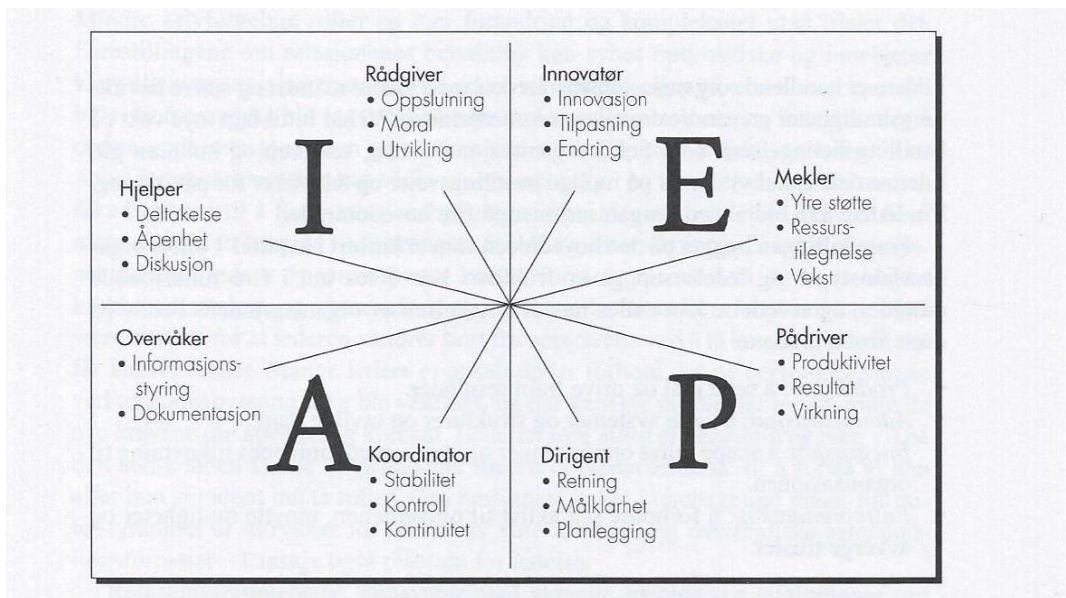 Rådgiver
• Oppslutning
• Moral
• Utvikling
Innovatør
• Innovasjon
• Tilpasning
• Endring
I
E
Hjelper
• Deltakelse
• Åpenhet
• Diskusjon
Mekler
• Ytre støtte
• Ressurs-
tilegnelse
• Vekst
Overvåker
• Informasjons-
styring
• Dokumentasjon
Pådriver
• Produktivitet
• Resultat
• Virkning
A
P
Koordinator
• Stabilitet
• Kontroll
• Kontinuitet
Dirigent
• Retning
• Målklarhet
• Planlegging